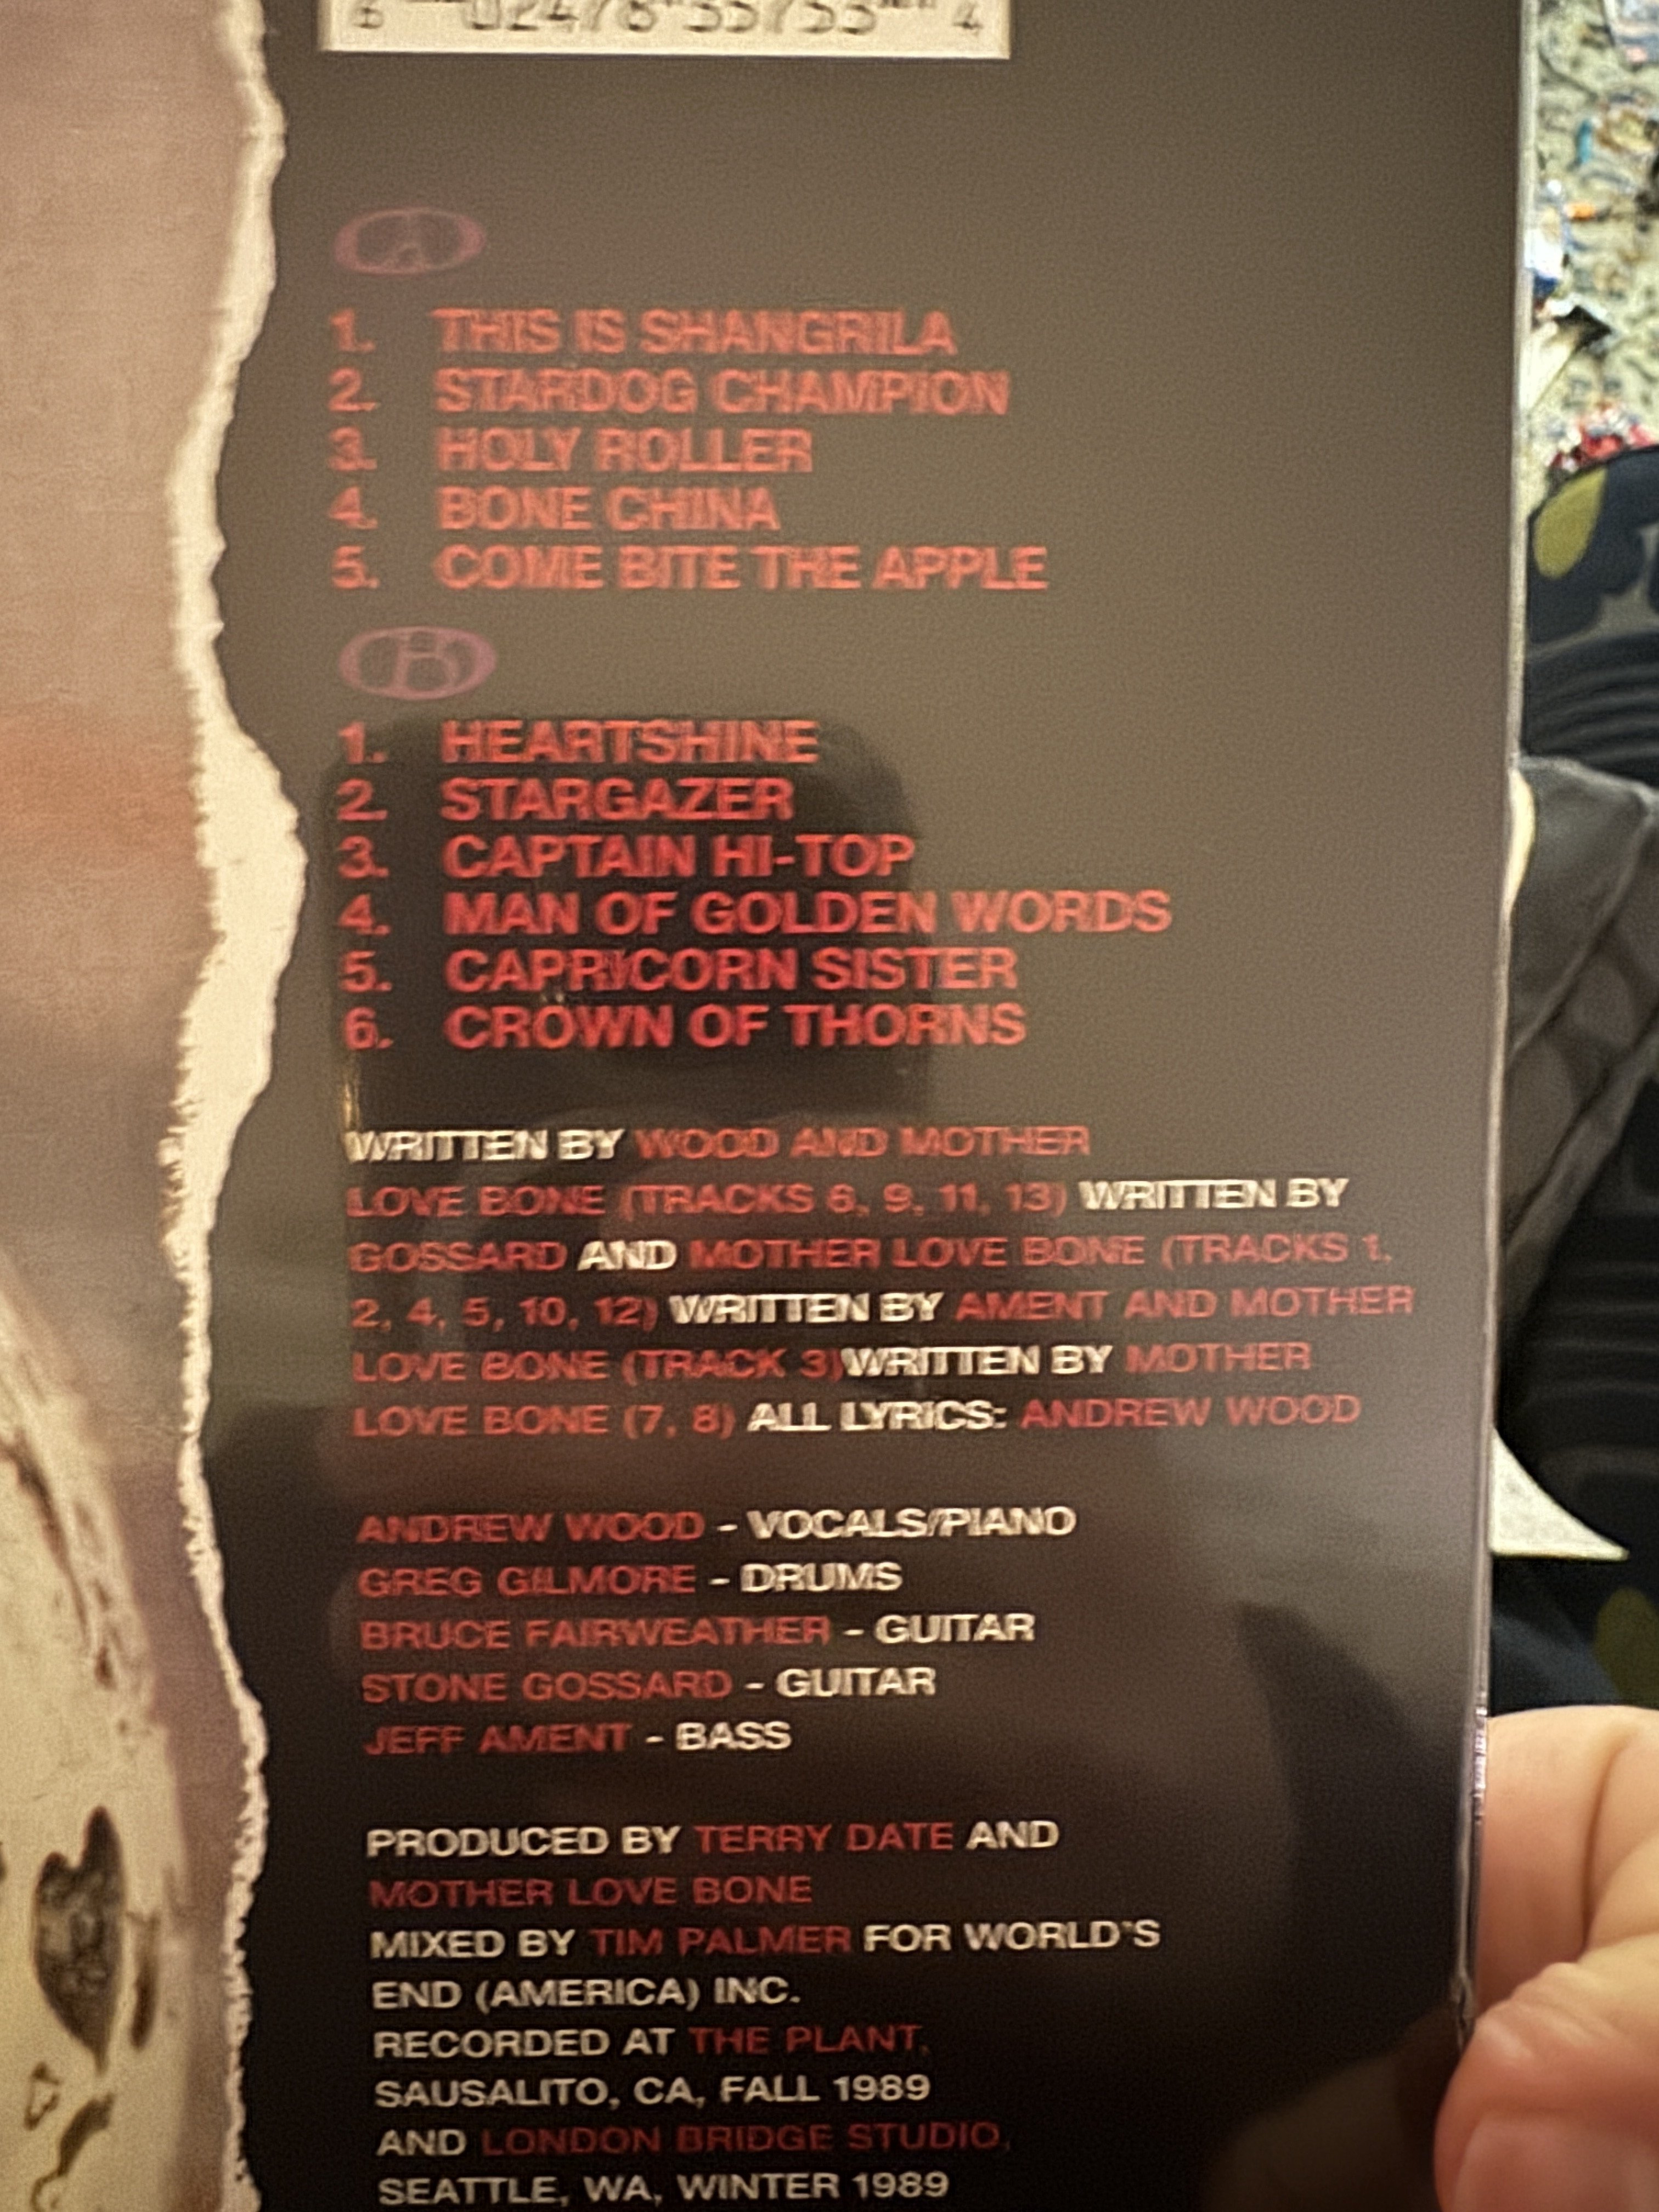 A
1. THIS IS SHANGRILA
2. STARDOG CHAMPION
3. HOLY ROLLER
4. BONE CHINA
5. COME BITE THE APPLE
B
1. HEARTSHINE
2. STARGAZER
3. CAPTAIN HI-TOP
4. MAN OF GOLDEN WORDS
5. CAPRICORN SISTER
6. CROWN OF THORNS
WRITTEN BY WOOD AND MOTHER
LOVE BONE (TRACKS 6, 9, 11, 13) WRITTEN BY
GOSSARD AND MOTHER LOVE BONE (TRACKS 1,
2, 4, 5, 10, 12) WRITTEN BY AMENT AND MOTHER
LOVE BONE (TRACK 3) WRITTEN BY MOTHER
LOVE BONE (7, 8) ALL LYRICS: ANDREW WOOD
ANDREW WOOD - VOCALS/PIANO
GREG GILMORE - DRUMS
BRUCE FAIRWEATHER - GUITAR
STONE GOSSARD - GUITAR
JEFF AMENT - BASS
PRODUCED BY TERRY DATE AND
MOTHER LOVE BONE
MIXED BY TIM PALMER FOR WORLD'S
END (AMERICA) INC.
RECORDED AT THE PLANT,
SAUSALITO, CA, FALL 1989
AND LONDON BRIDGE STUDIO,
SEATTLE, WA, WINTER 1989